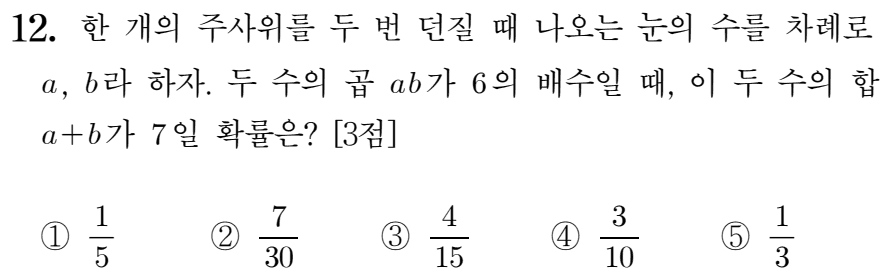 12. 한 개의 주사위를 두 번 던질 때 나오는 눈의 수를 차례로
a, b라 하자. 두 수의 곱 ab가 6의 배수일 때, 이 두 수의 합
a+b가 7일 확률은? [3점]
① 1/5 ② 7/30 ③ 4/15 ④ 3/10 ⑤ 1/3